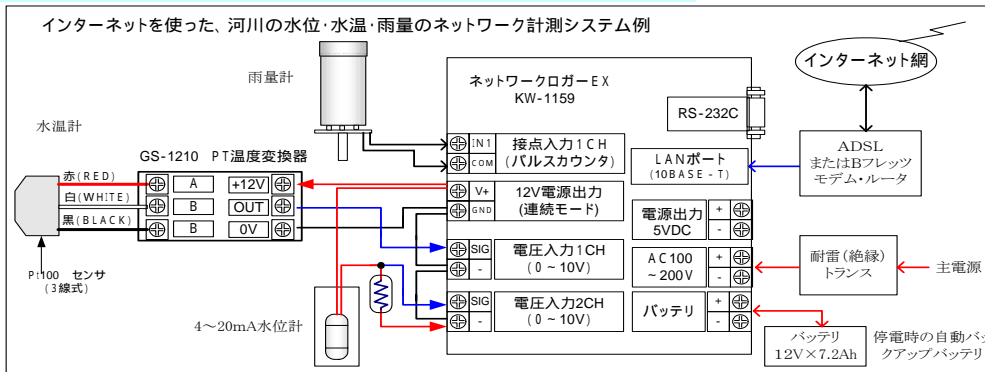 インターネットを使った、河川の水位・水温・雨量のネットワーク計測システム例
雨量計
ネットワークロガーEX
KW-1159
RS-232C
インターネット網
水温計
GS-1210 PT温度変換器
IN1
COM
接点入力1CH
(パルスカウンタ)
LANポート
(10BASE-T)
ADSL
またはBフレッツ
モデム・ルータ
赤(RED)
A
+12V
白(WHITE)
B
OUT
黒(BLACK)
B
0V
V+
GND
12V電源出力
(連続モード)
電源出力
5VDC
+
-
SIG
-
電圧入力1CH
(0~10V)
AC100
~200V
+
-
耐雷(絶縁)
トランス
主電源
Pt100 センサ
(3線式)
4~20mA水位計
SIG
-
電圧入力2CH
(0~10V)
バッテリ
+
-
バッテリ
12V×7.2Ah
停電時の自動バッ
クアップバッテリ